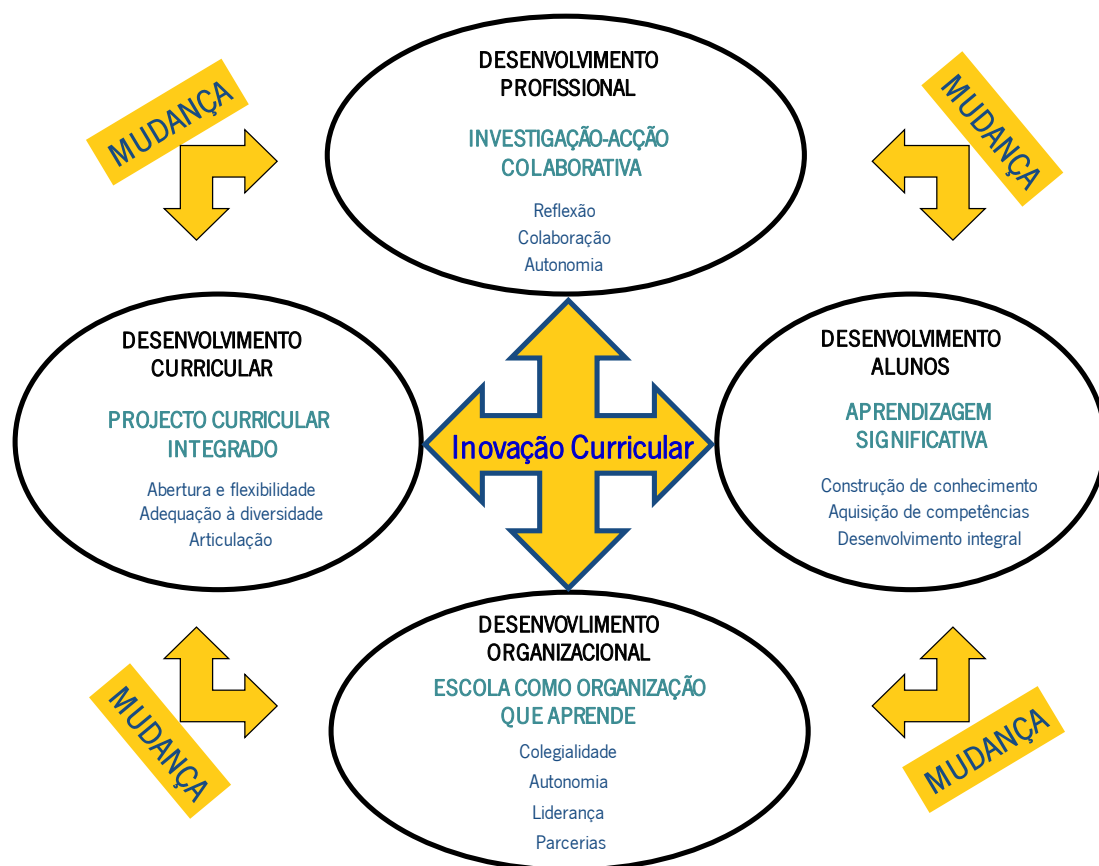 DESENVOLVIMENTO
PROFISSIONAL
INVESTIGAÇÃO-ACÇÃO
COLABORATIVA
Reflexão
Colaboração
Autonomia
MUDANÇA
MUDANÇA
DESENVOLVIMENTO
CURRICULAR
PROJECTO CURRICULAR
INTEGRADO
Abertura e flexibilidade
Adequação à diversidade
Articulação
Inovação Curricular
DESENVOLVIMENTO
ALUNOS
APRENDIZAGEM
SIGNIFICATIVA
Construção de conhecimento
Aquisição de competências
Desenvolvimento integral
DESENVOVLIMENTO
ORGANIZACIONAL
ESCOLA COMO ORGANIZAÇÃO
QUE APRENDE
Colegialidade
Autonomia
Liderança
Parcerias
MUDANÇA
MUDANÇA